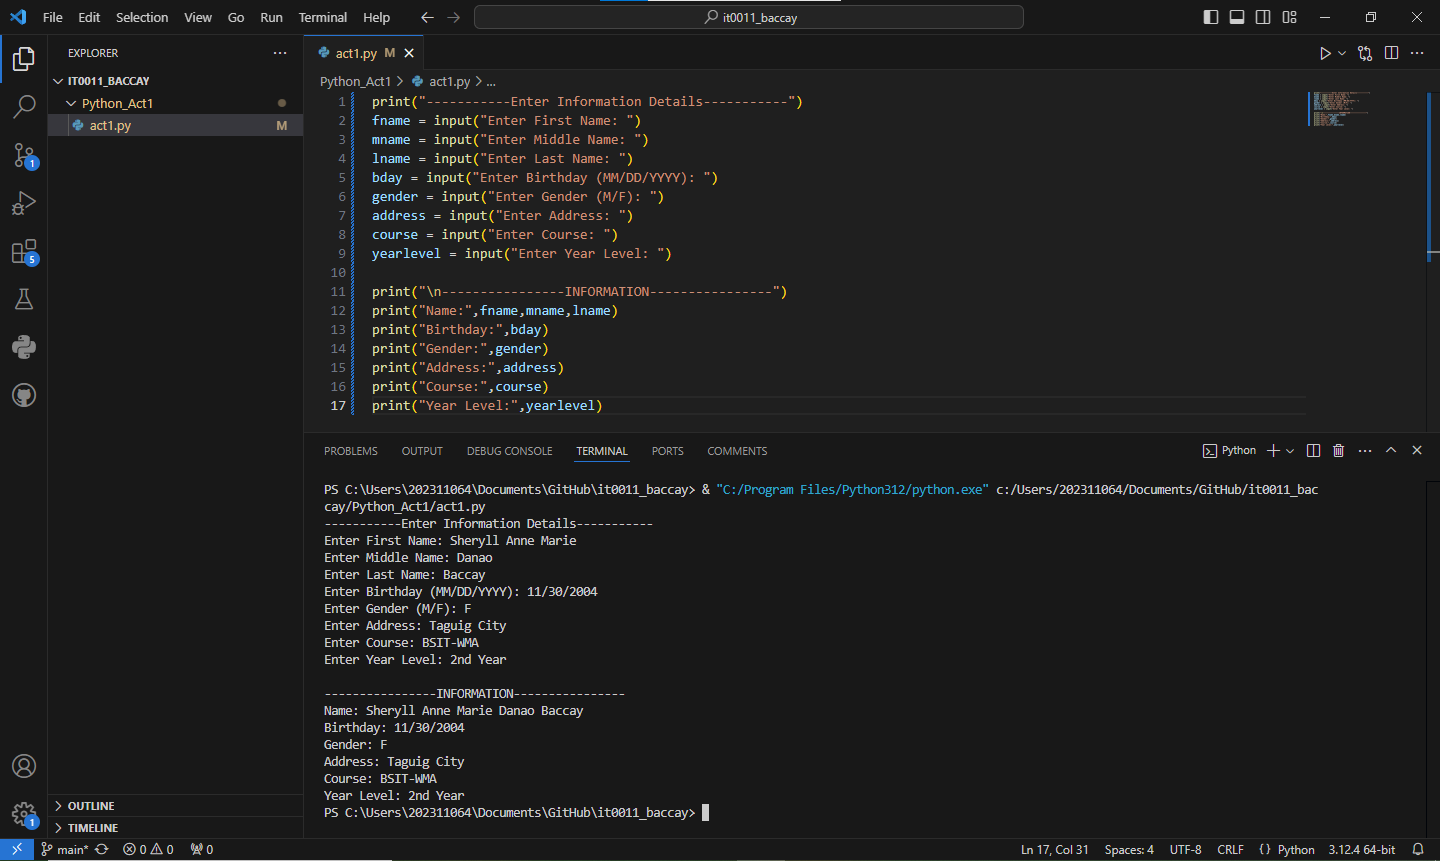 File Edit Selection View Go Run Terminal Help
it0011_baccay
EXPLORER
IT0011_BACCAY
Python_Act1
act1.py M
OUTLINE
TIMELINE
1
5
1
act1.py M
Python_Act1 > act1.py > ...
1 print("-----------Enter Information Details-----------")
2 fname = input("Enter First Name: ")
3 mname = input("Enter Middle Name: ")
4 lname = input("Enter Last Name: ")
5 bday = input("Enter Birthday (MM/DD/YYYY): ")
6 gender = input("Enter Gender (M/F): ")
7 address = input("Enter Address: ")
8 course = input("Enter Course: ")
9 yearlevel = input("Enter Year Level: ")
10
11 print("\n----------------INFORMATION----------------")
12 print("Name:",fname,mname,lname)
13 print("Birthday:",bday)
14 print("Gender:",gender)
15 print("Address:",address)
16 print("Course:",course)
17 print("Year Level:",yearlevel)
PROBLEMS OUTPUT DEBUG CONSOLE TERMINAL PORTS COMMENTS
Python
PS C:\Users\202311064\Documents\GitHub\it0011_baccay> & "C:/Program Files/Python312/python.exe" c:/Users/202311064/Documents/GitHub/it0011_bac
cay/Python_Act1/act1.py
-----------Enter Information Details-----------
Enter First Name: Sheryll Anne Marie
Enter Middle Name: Danao
Enter Last Name: Baccay
Enter Birthday (MM/DD/YYYY): 11/30/2004
Enter Gender (M/F): F
Enter Address: Taguig City
Enter Course: BSIT-WMA
Enter Year Level: 2nd Year
----------------INFORMATION----------------
Name: Sheryll Anne Marie Danao Baccay
Birthday: 11/30/2004
Gender: F
Address: Taguig City
Course: BSIT-WMA
Year Level: 2nd Year
PS C:\Users\202311064\Documents\GitHub\it0011_baccay>
main* 0 0 0 Ln 17, Col 31 Spaces: 4 UTF-8 CRLF {} Python 3.12.4 64-bit